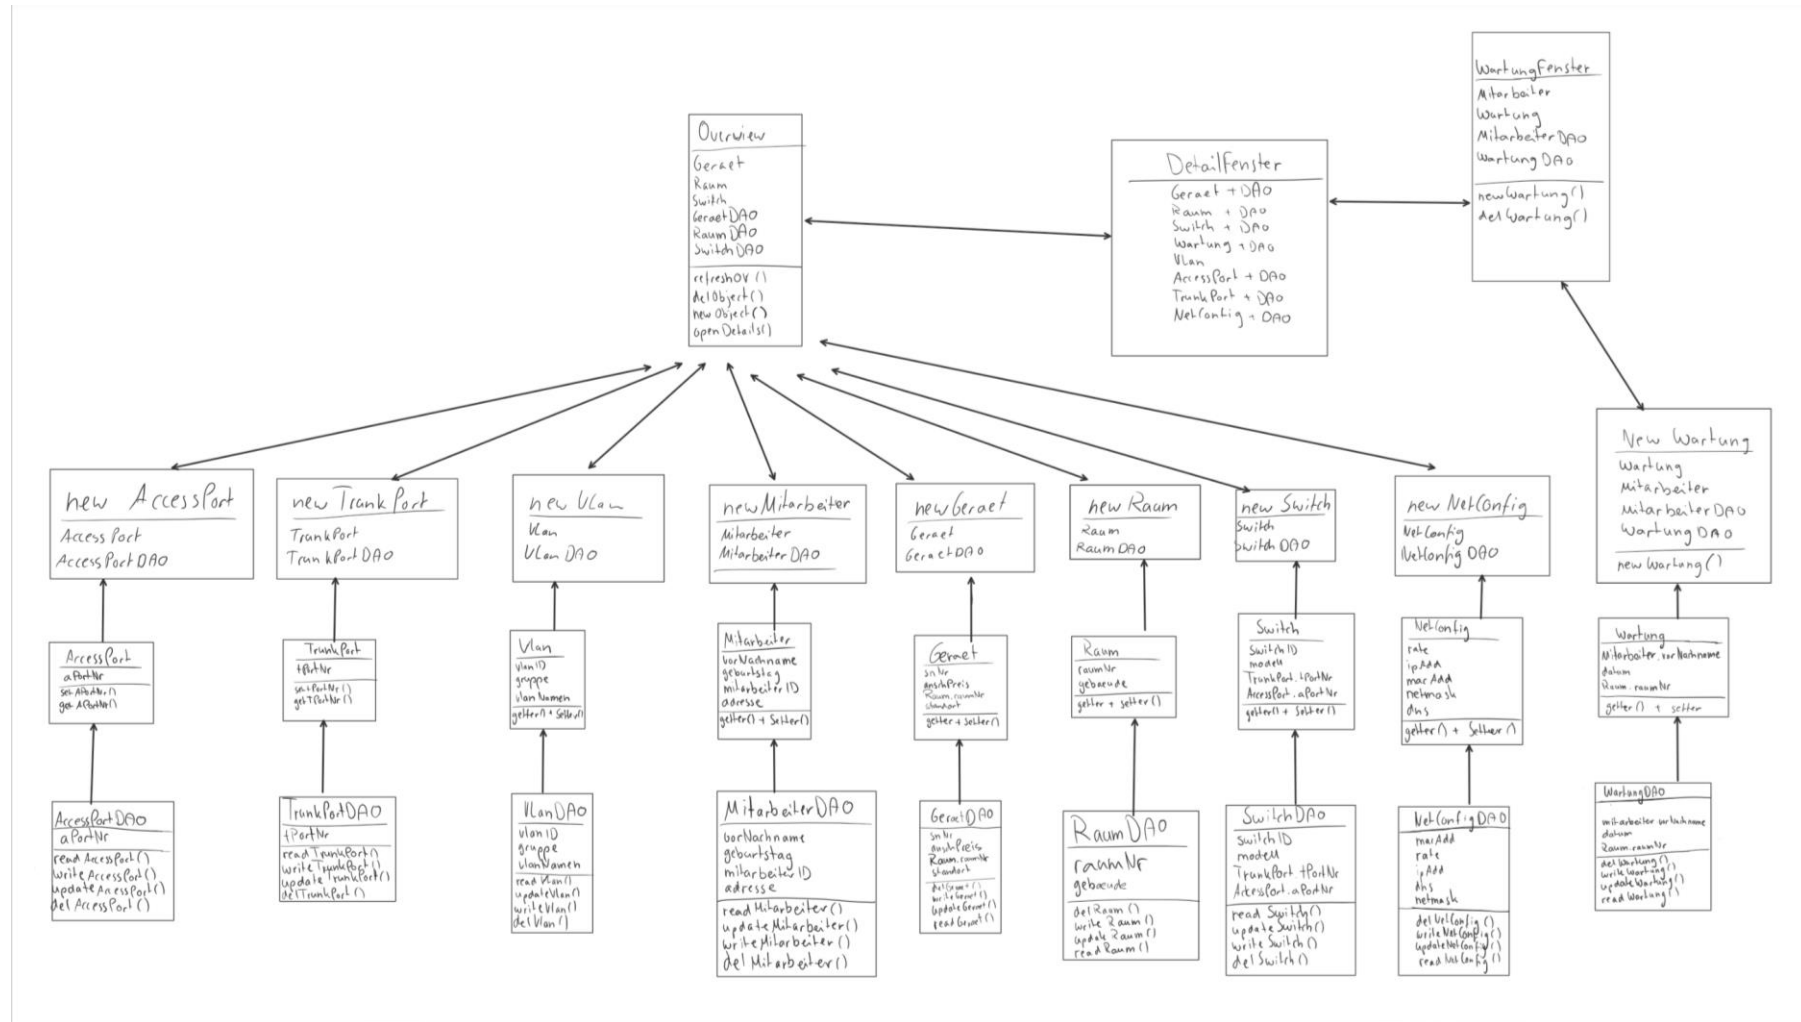 WartungFenster
Mitarbeiter
Wartung
MitarbeiterDAO
WartungDAO
newWartung()
delWartung()
Overview
Geraet
Raum
Switch
GeraetDAO
RaumDAO
SwitchDAO
refreshOV()
delObject()
newObject()
openDetails()
DetailFenster
Geraet + DAO
Raum + DAO
Switch + DAO
Wartung + DAO
Vlan
AccessPort + DAO
TrunkPort + DAO
NetConfig + DAO
New Wartung
Wartung
Mitarbeiter
MitarbeiterDAO
WartungDAO
newWartung()
new AccessPort
AccessPort
AccessPortDAO
new TrunkPort
TrunkPort
TrunkPortDAO
new Vlan
Vlan
VlanDAO
newMitarbeiter
Mitarbeiter
MitarbeiterDAO
newGeraet
Geraet
GeraetDAO
newRaum
Raum
RaumDAO
new Switch
Switch
SwitchDAO
new NetConfig
NetConfig
NetConfigDAO
AccessPort
aPortNr
setAPortNr()
getAPortNr()
TrunkPort
tPortNr
setTPortNr()
getTPortNr()
Vlan
vlanID
gruppe
vlanNamen
getter() + Setter()
Mitarbeiter
vorNachname
geburtstag
mitarbeiterID
adresse
getter() + Setter()
Geraet
snNr
anschPreis
Raum.raumNr
standort
getter + setter()
Raum
raumNr
gebaeude
getter + setter()
Switch
SwitchID
modell
TrunkPort.tPortNr
AccessPort.aPortNr
getter() + Setter()
NetConfig
rate
ipAdd
macAdd
netmask
dns
getter() + Setter()
Wartung
Mitarbeiter.vorNachname
datum
Raum.raumNr
getter() + setter
AccessPortDAO
aPortNr
readAccessPort()
writeAccessPort()
updateAccessPort()
delAccessPort()
TrunkPortDAO
tPortNr
readTrunkPort()
writeTrunkPort()
updateTrunkPort()
delTrunkPort()
VlanDAO
vlanID
gruppe
vlanNamen
readVlan()
updateVlan()
writeVlan()
delVlan()
MitarbeiterDAO
vorNachname
geburtstag
mitarbeiterID
adresse
readMitarbeiter()
updateMitarbeiter()
writeMitarbeiter()
delMitarbeiter()
GeraetDAO
snNr
anschPreis
Raum.raumNr
standort
delGeraet()
writeGeraet()
updateGeraet()
readGeraet()
RaumDAO
raumNr
gebaeude
delRaum()
writeRaum()
updateRaum()
readRaum()
SwitchDAO
SwitchID
modell
TrunkPort tPortNr
AccessPort.aPortNr
readSwitch()
updateSwitch()
writeSwitch()
delSwitch()
NetConfigDAO
macAdd
rate
ipAdd
dns
netmask
delNetConfig()
writeNetConfig()
updateNetConfig()
readNetConfig()
WartungDAO
mitarbeiter vorNachname
datum
Raum.raumNr
delWartung()
writeWartung()
updateWartung()
readWartung()